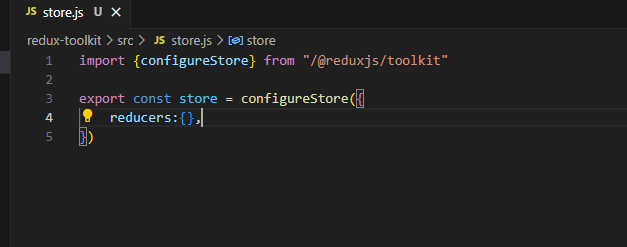 JS store.js U ×
redux-toolkit > src > JS store.js > store
1 import {configureStore} from "/@reduxjs/toolkit"
2
3 export const store = configureStore({
4 reducers:{},
5 })